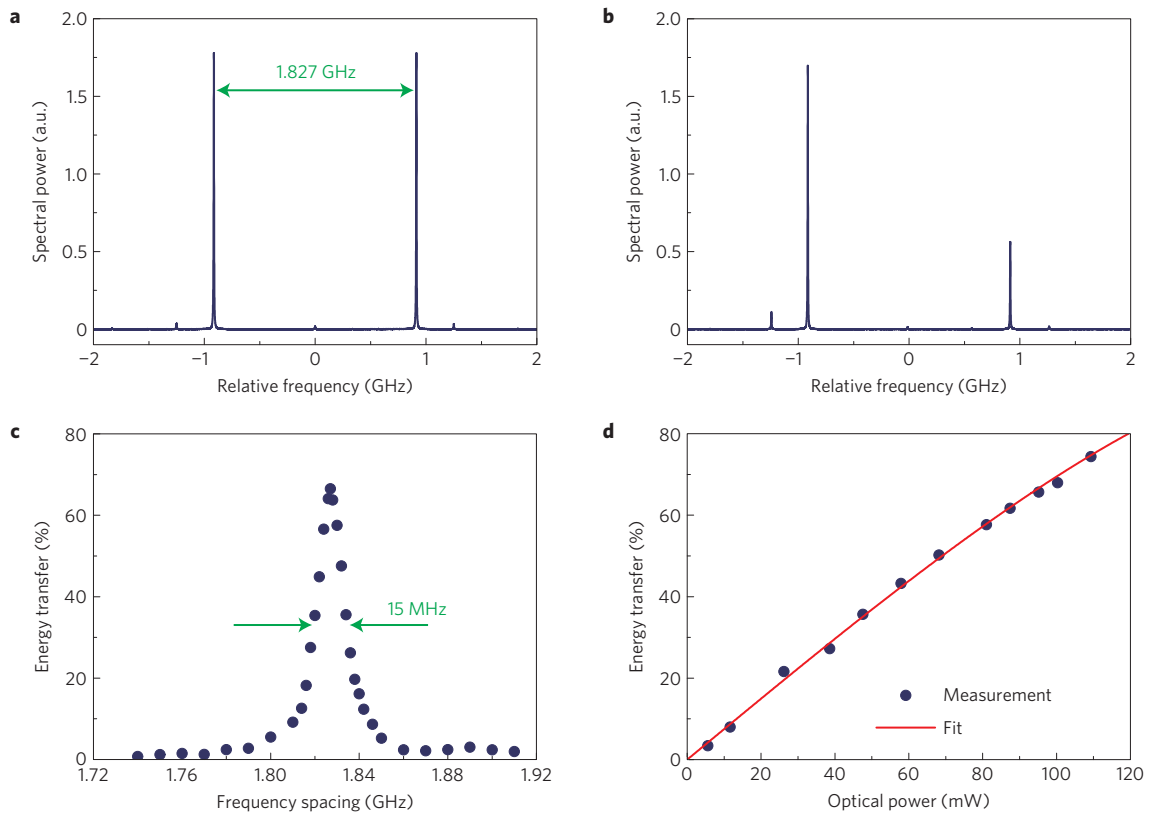 a
2.0
1.5
1.0
0.5
0
Spectral power (a.u.)
1.827 GHz
−2
−1
0
1
2
Relative frequency (GHz)
b
2.0
1.5
1.0
0.5
0
Spectral power (a.u.)
−2
−1
0
1
2
Relative frequency (GHz)
c
80
60
40
20
0
Energy transfer (%)
15 MHz
1.72
1.76
1.80
1.84
1.88
1.92
Frequency spacing (GHz)
d
80
60
40
20
0
Energy transfer (%)
Measurement
Fit
0
20
40
60
80
100
120
Optical power (mW)